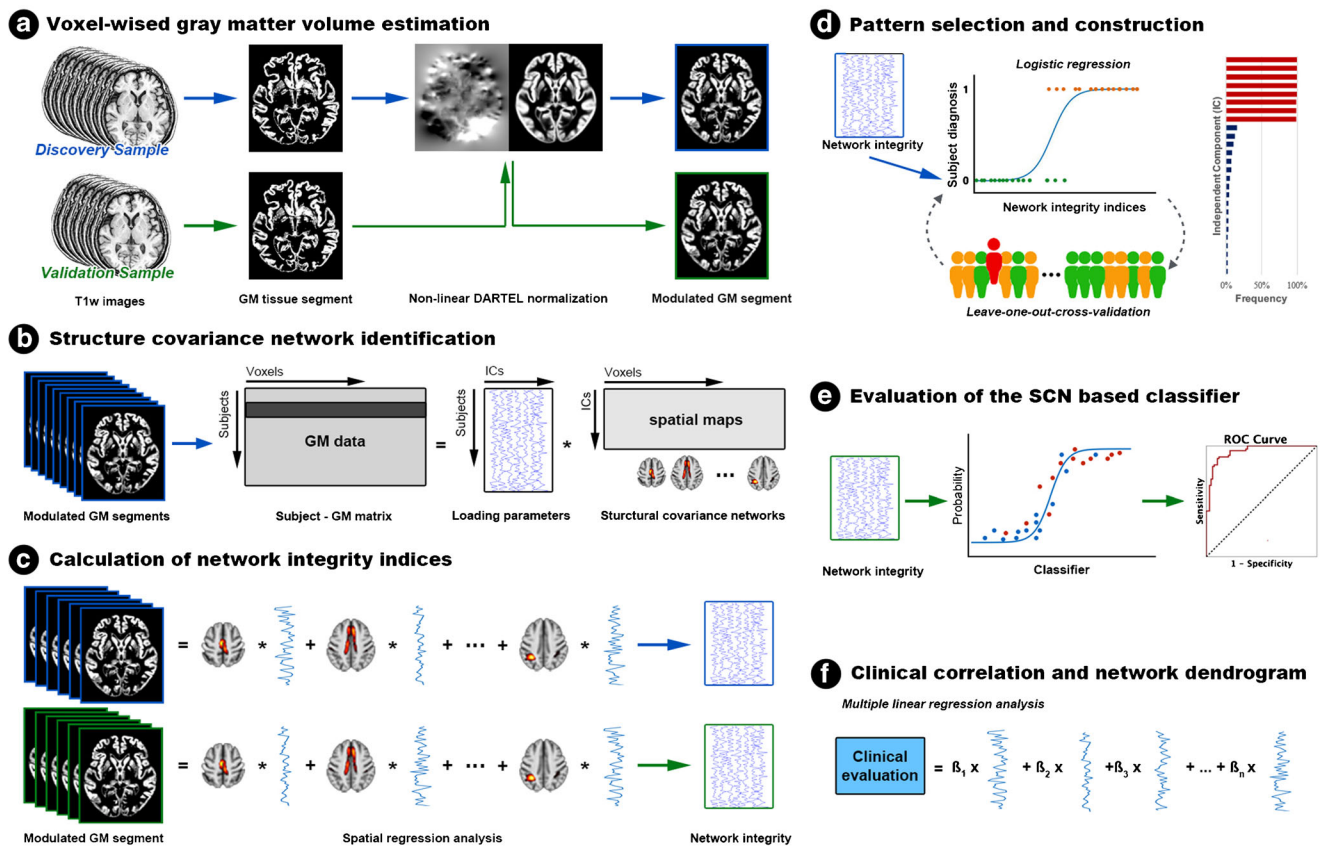 a Voxel-wised gray matter volume estimation
Discovery Sample
Validation Sample
T1w images
GM tissue segment
Non-linear DARTEL normalization
Modulated GM segment
b Structure covariance network identification
Voxels
ICs
Voxels
Subjects
GM data
=
Subjects
*
ICs
spatial maps
...
Modulated GM segments
Subject - GM matrix
Loading parameters
Sturctural covariance networks
c Calculation of network integrity indices
= * + * + ... + *
= * + * + ... + *
Modulated GM segment
Spatial regression analysis
Network integrity
d Pattern selection and construction
Logistic regression
Network integrity
Subject diagnosis
1
0
Nework integrity indices
...
Leave-one-out-cross-validation
Independent Component (IC)
0% 50% 100%
Frequency
e Evaluation of the SCN based classifier
Network integrity
Probability
Classifier
ROC Curve
Sensitivity
1 - Specificity
f Clinical correlation and network dendrogram
Multiple linear regression analysis
Clinical
evaluation
= ß1 x + ß2 x +ß3 x + ... + ßn x